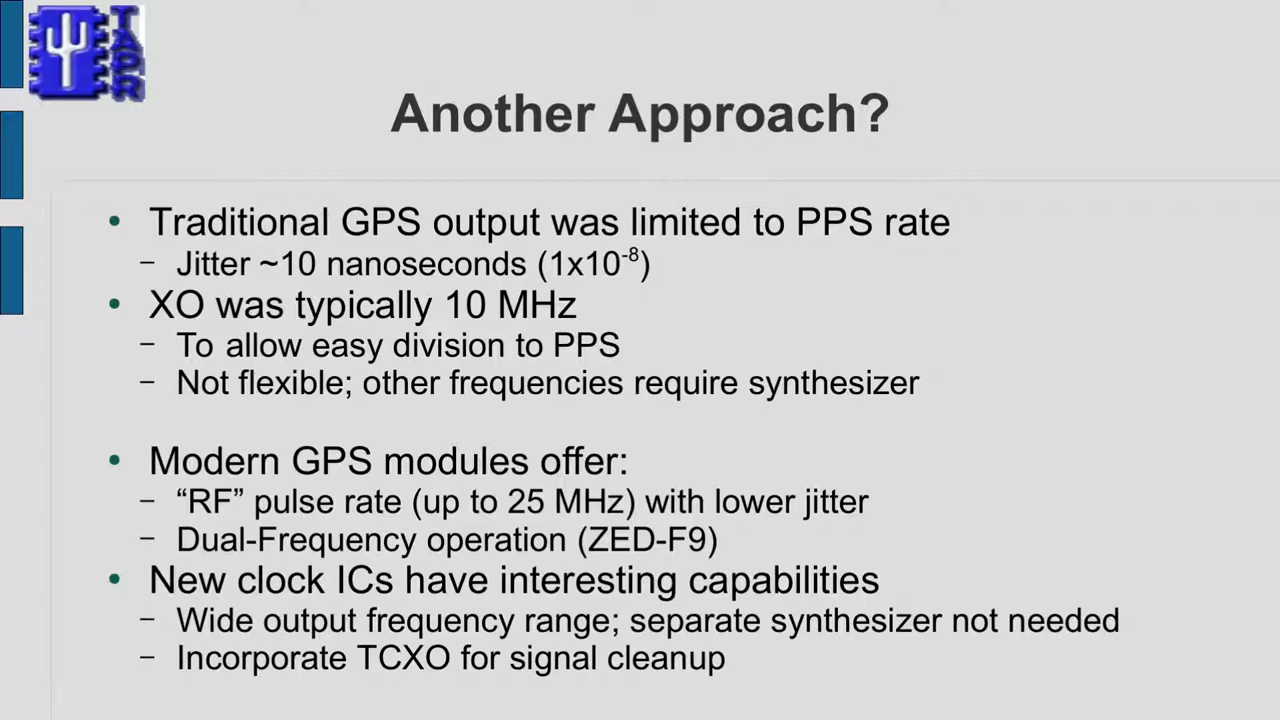 TAPR
Another Approach?
• Traditional GPS output was limited to PPS rate
– Jitter ~10 nanoseconds (1x10⁻⁸)
• XO was typically 10 MHz
– To allow easy division to PPS
– Not flexible; other frequencies require synthesizer
• Modern GPS modules offer:
– “RF” pulse rate (up to 25 MHz) with lower jitter
– Dual-Frequency operation (ZED-F9)
• New clock ICs have interesting capabilities
– Wide output frequency range; separate synthesizer not needed
– Incorporate TCXO for signal cleanup